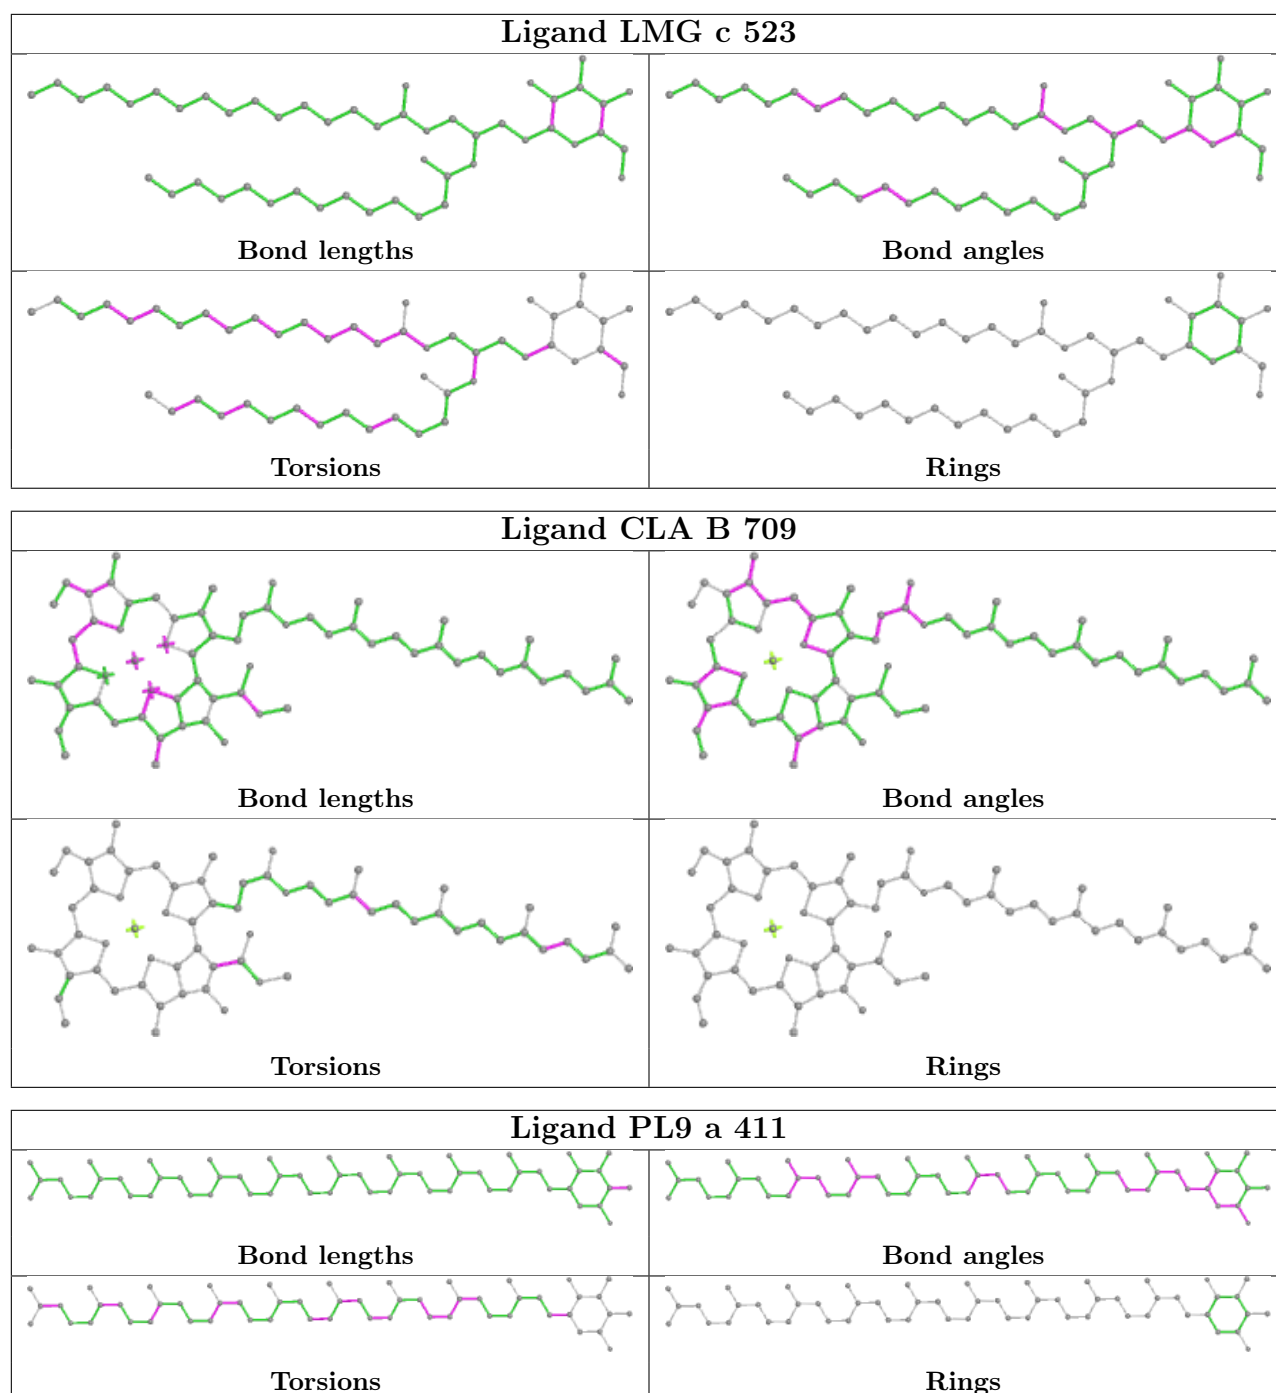 Ligand LMG c 523
Bond lengths
Bond angles
Torsions
Rings
Ligand CLA B 709
Bond lengths
Bond angles
Torsions
Rings
Ligand PL9 a 411
Bond lengths
Bond angles
Torsions
Rings